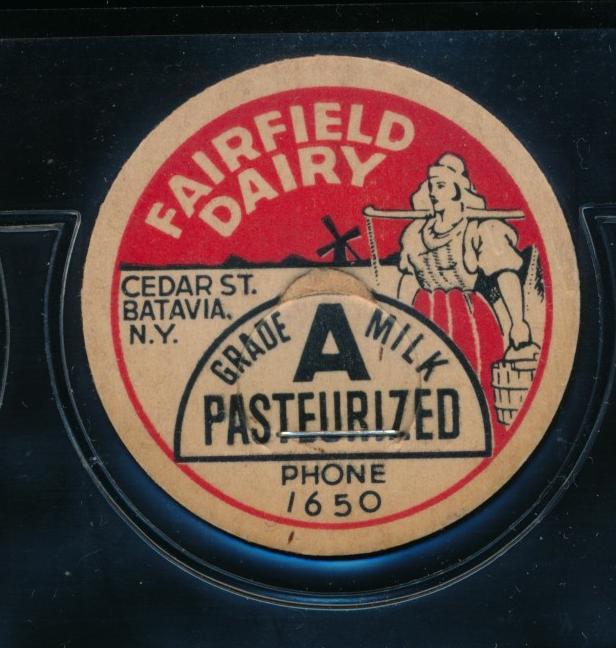 FAIRFIELD
DAIRY
CEDAR ST.
BATAVIA,
N.Y.
GRADE A MILK
PASTEURIZED
PHONE
1650